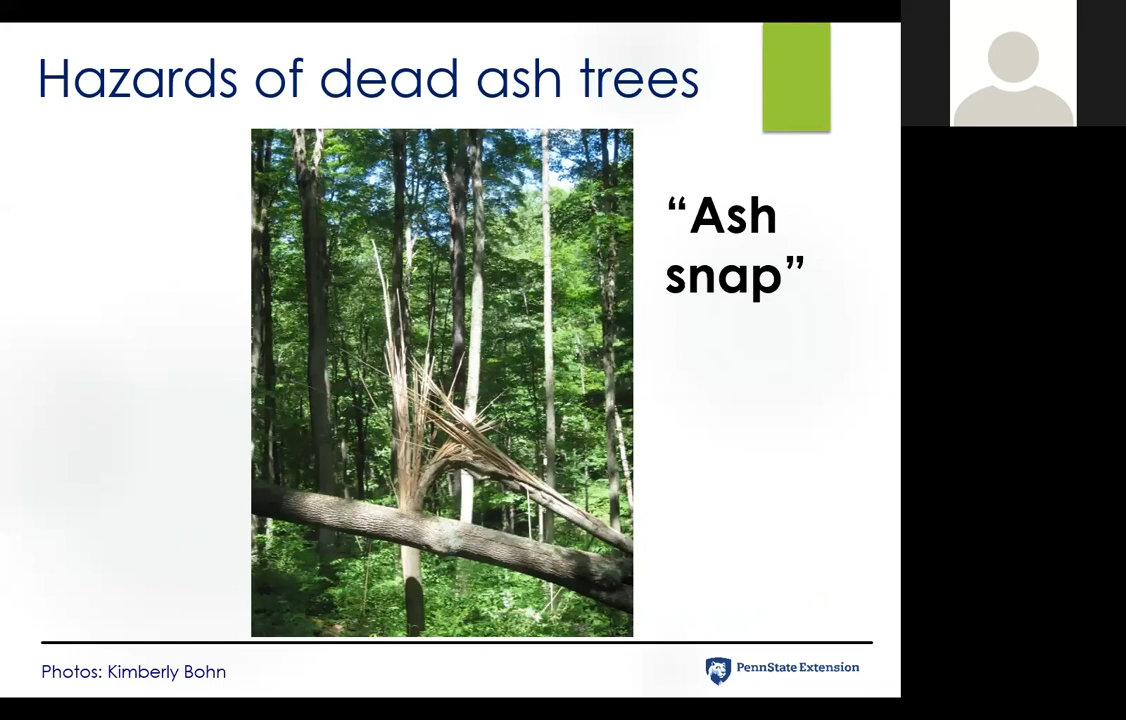 Hazards of dead ash trees
“Ash
snap”
Photos: Kimberly Bohn
PennState Extension